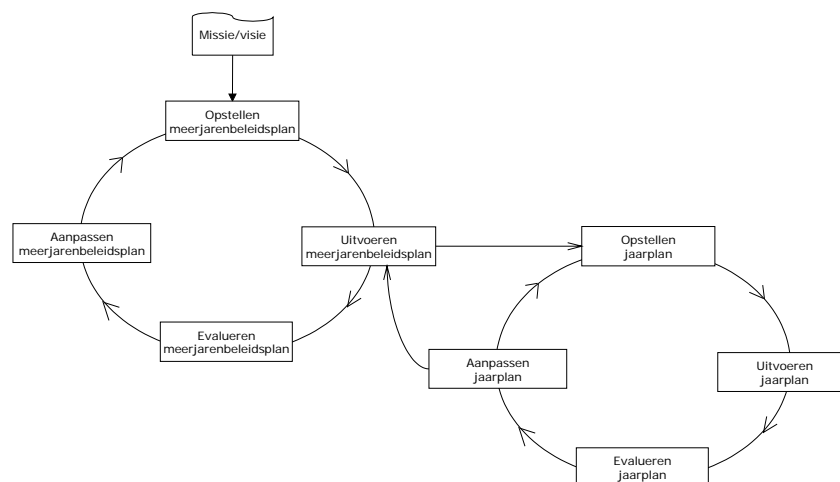 Missie/visie
Opstellen
meerjarenbeleidsplan
Aanpassen
meerjarenbeleidsplan
Uitvoeren
meerjarenbeleidsplan
Evalueren
meerjarenbeleidsplan
Opstellen
jaarplan
Aanpassen
jaarplan
Uitvoeren
jaarplan
Evalueren
jaarplan